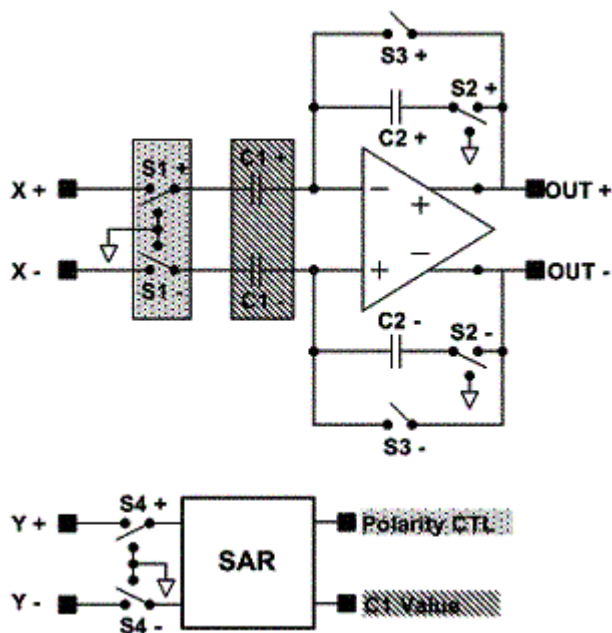 S3 +
S2 +
C2 +
S1 +
C1 +
X +
OUT +
X -
OUT -
S1 -
C1 -
C2 -
S2 -
S3 -
S4 +
Y +
Polarity CTL
SAR
Y -
C1 Value
S4 -